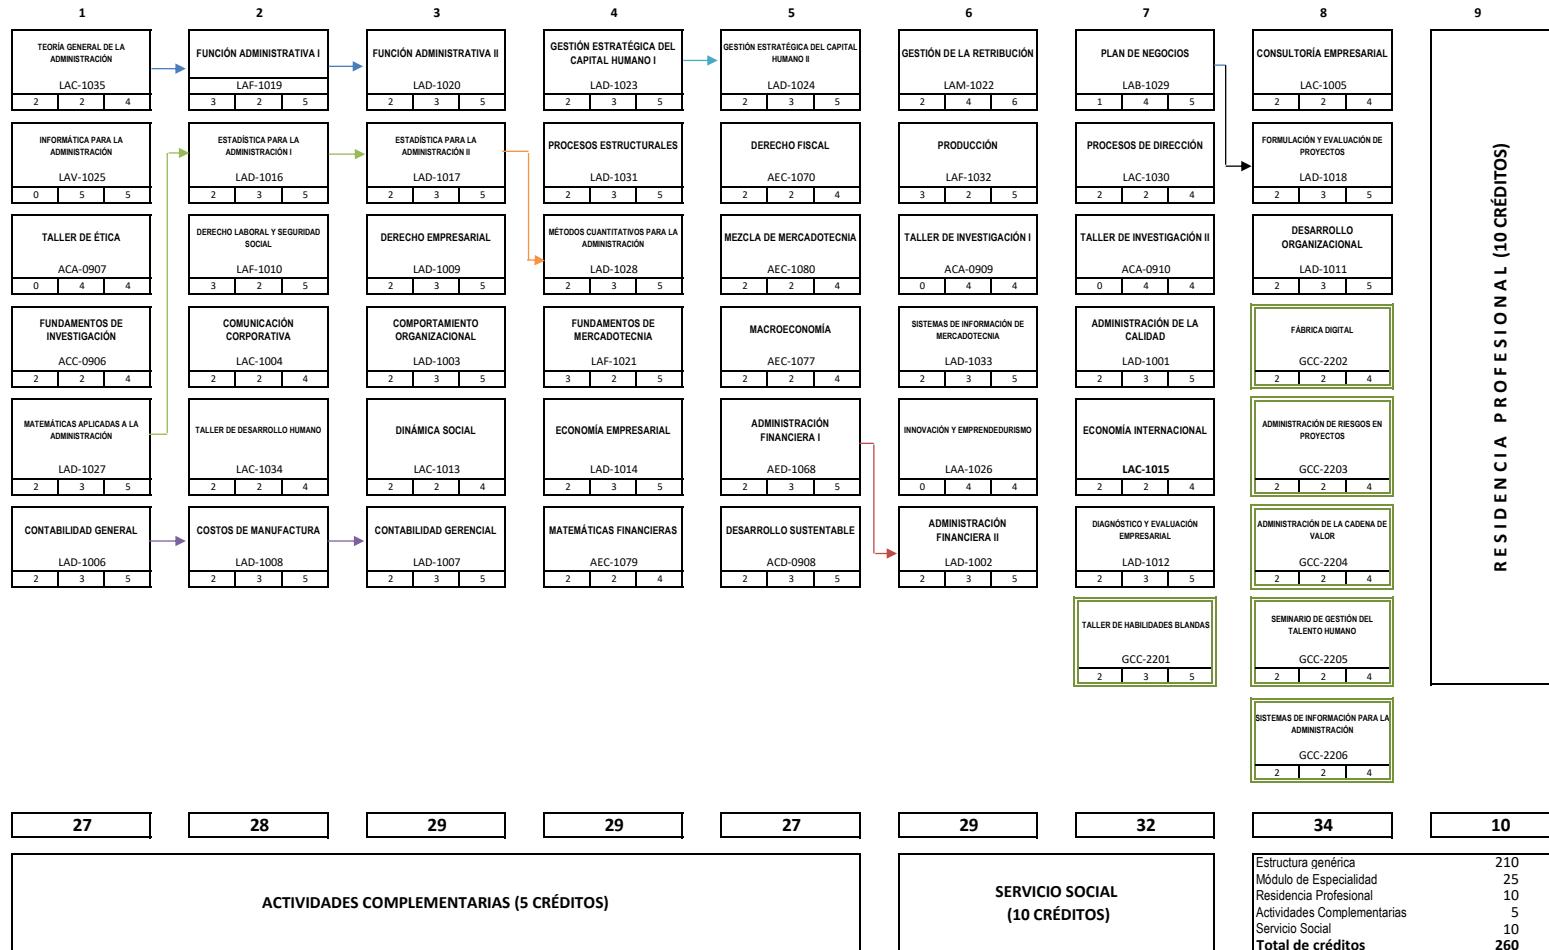 1 2 3 4 5 6 7 8 9
TEORÍA GENERAL DE LA
ADMINISTRACIÓN
LAC-1035
2 2 4
INFORMÁTICA PARA LA
ADMINISTRACIÓN
LAV-1025
0 5 5
TALLER DE ÉTICA
ACA-0907
0 4 4
FUNDAMENTOS DE
INVESTIGACIÓN
ACC-0906
2 2 4
MATEMÁTICAS APLICADAS A LA
ADMINISTRACIÓN
LAD-1027
2 3 5
CONTABILIDAD GENERAL
LAD-1006
2 3 5
FUNCIÓN ADMINISTRATIVA I
LAF-1019
3 2 5
ESTADÍSTICA PARA LA
ADMINISTRACIÓN I
LAD-1016
2 3 5
DERECHO LABORAL Y SEGURIDAD
SOCIAL
LAF-1010
3 2 5
COMUNICACIÓN
CORPORATIVA
LAC-1004
2 2 4
TALLER DE DESARROLLO HUMANO
LAC-1034
2 2 4
COSTOS DE MANUFACTURA
LAD-1008
2 3 5
FUNCIÓN ADMINISTRATIVA II
LAD-1020
2 3 5
ESTADÍSTICA PARA LA
ADMINISTRACIÓN II
LAD-1017
2 3 5
DERECHO EMPRESARIAL
LAD-1009
2 3 5
COMPORTAMIENTO
ORGANIZACIONAL
LAD-1003
2 3 5
DINÁMICA SOCIAL
LAC-1013
2 2 4
CONTABILIDAD GERENCIAL
LAD-1007
2 3 5
GESTIÓN ESTRATÉGICA DEL
CAPITAL HUMANO I
LAD-1023
2 3 5
PROCESOS ESTRUCTURALES
LAD-1031
2 3 5
MÉTODOS CUANTITATIVOS PARA LA
ADMINISTRACIÓN
LAD-1028
2 3 5
FUNDAMENTOS DE
MERCADOTECNIA
LAF-1021
3 2 5
ECONOMÍA EMPRESARIAL
LAD-1014
2 3 5
MATEMÁTICAS FINANCIERAS
AEC-1079
2 2 4
GESTIÓN ESTRATÉGICA DEL CAPITAL
HUMANO II
LAD-1024
2 3 5
DERECHO FISCAL
AEC-1070
2 2 4
MEZCLA DE MERCADOTECNIA
AEC-1080
2 2 4
MACROECONOMÍA
AEC-1077
2 2 4
ADMINISTRACIÓN
FINANCIERA I
AED-1068
2 3 5
DESARROLLO SUSTENTABLE
ACD-0908
2 3 5
GESTIÓN DE LA RETRIBUCIÓN
LAM-1022
2 4 6
PRODUCCIÓN
LAF-1032
3 2 5
TALLER DE INVESTIGACIÓN I
ACA-0909
0 4 4
SISTEMAS DE INFORMACIÓN DE
MERCADOTECNIA
LAD-1033
2 3 5
INNOVACIÓN Y EMPRENDEDURISMO
LAA-1026
0 4 4
ADMINISTRACIÓN
FINANCIERA II
LAD-1002
2 3 5
PLAN DE NEGOCIOS
LAB-1029
1 4 5
PROCESOS DE DIRECCIÓN
LAC-1030
2 2 4
TALLER DE INVESTIGACIÓN II
ACA-0910
0 4 4
ADMINISTRACIÓN DE LA
CALIDAD
LAD-1001
2 3 5
ECONOMÍA INTERNACIONAL
LAC-1015
2 2 4
DIAGNÓSTICO Y EVALUACIÓN
EMPRESARIAL
LAD-1012
2 3 5
TALLER DE HABILIDADES BLANDAS
GCC-2201
2 3 5
CONSULTORÍA EMPRESARIAL
LAC-1005
2 2 4
FORMULACIÓN Y EVALUACIÓN DE
PROYECTOS
LAD-1018
2 3 5
DESARROLLO
ORGANIZACIONAL
LAD-1011
2 3 5
FÁBRICA DIGITAL
GCC-2202
2 2 4
ADMINISTRACIÓN DE RIESGOS EN
PROYECTOS
GCC-2203
2 2 4
ADMINISTRACIÓN DE LA CADENA DE
VALOR
GCC-2204
2 2 4
SEMINARIO DE GESTIÓN DEL
TALENTO HUMANO
GCC-2205
2 2 4
SISTEMAS DE INFORMACIÓN PARA LA
ADMINISTRACIÓN
GCC-2206
2 2 4
RESIDENCIA PROFESIONAL (10 CRÉDITOS)
27 28 29 29 27 29 32 34 10
ACTIVIDADES COMPLEMENTARIAS (5 CRÉDITOS)
SERVICIO SOCIAL
(10 CRÉDITOS)
Estructura genérica 210
Módulo de Especialidad 25
Residencia Profesional 10
Actividades Complementarias 5
Servicio Social 10
Total de créditos 260